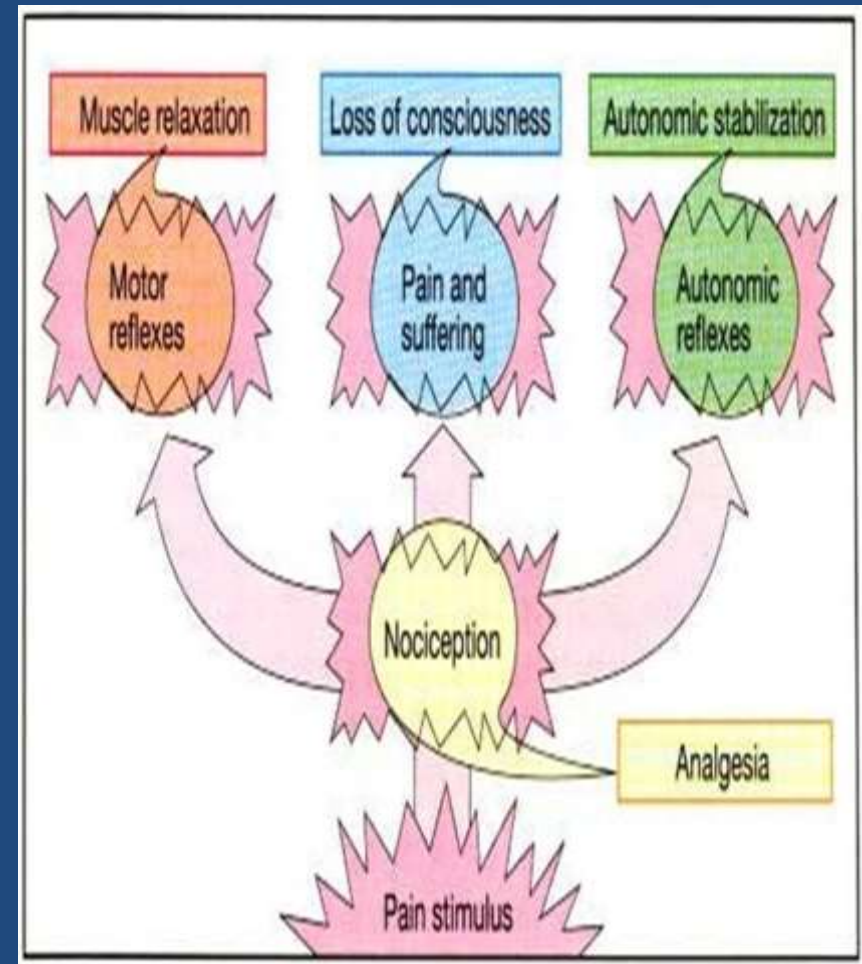 Muscle relaxation
Loss of consciousness
Autonomic stabilization
Motor
reflexes
Pain and
suffering
Autonomic
reflexes
Nociception
Analgesia
Pain stimulus